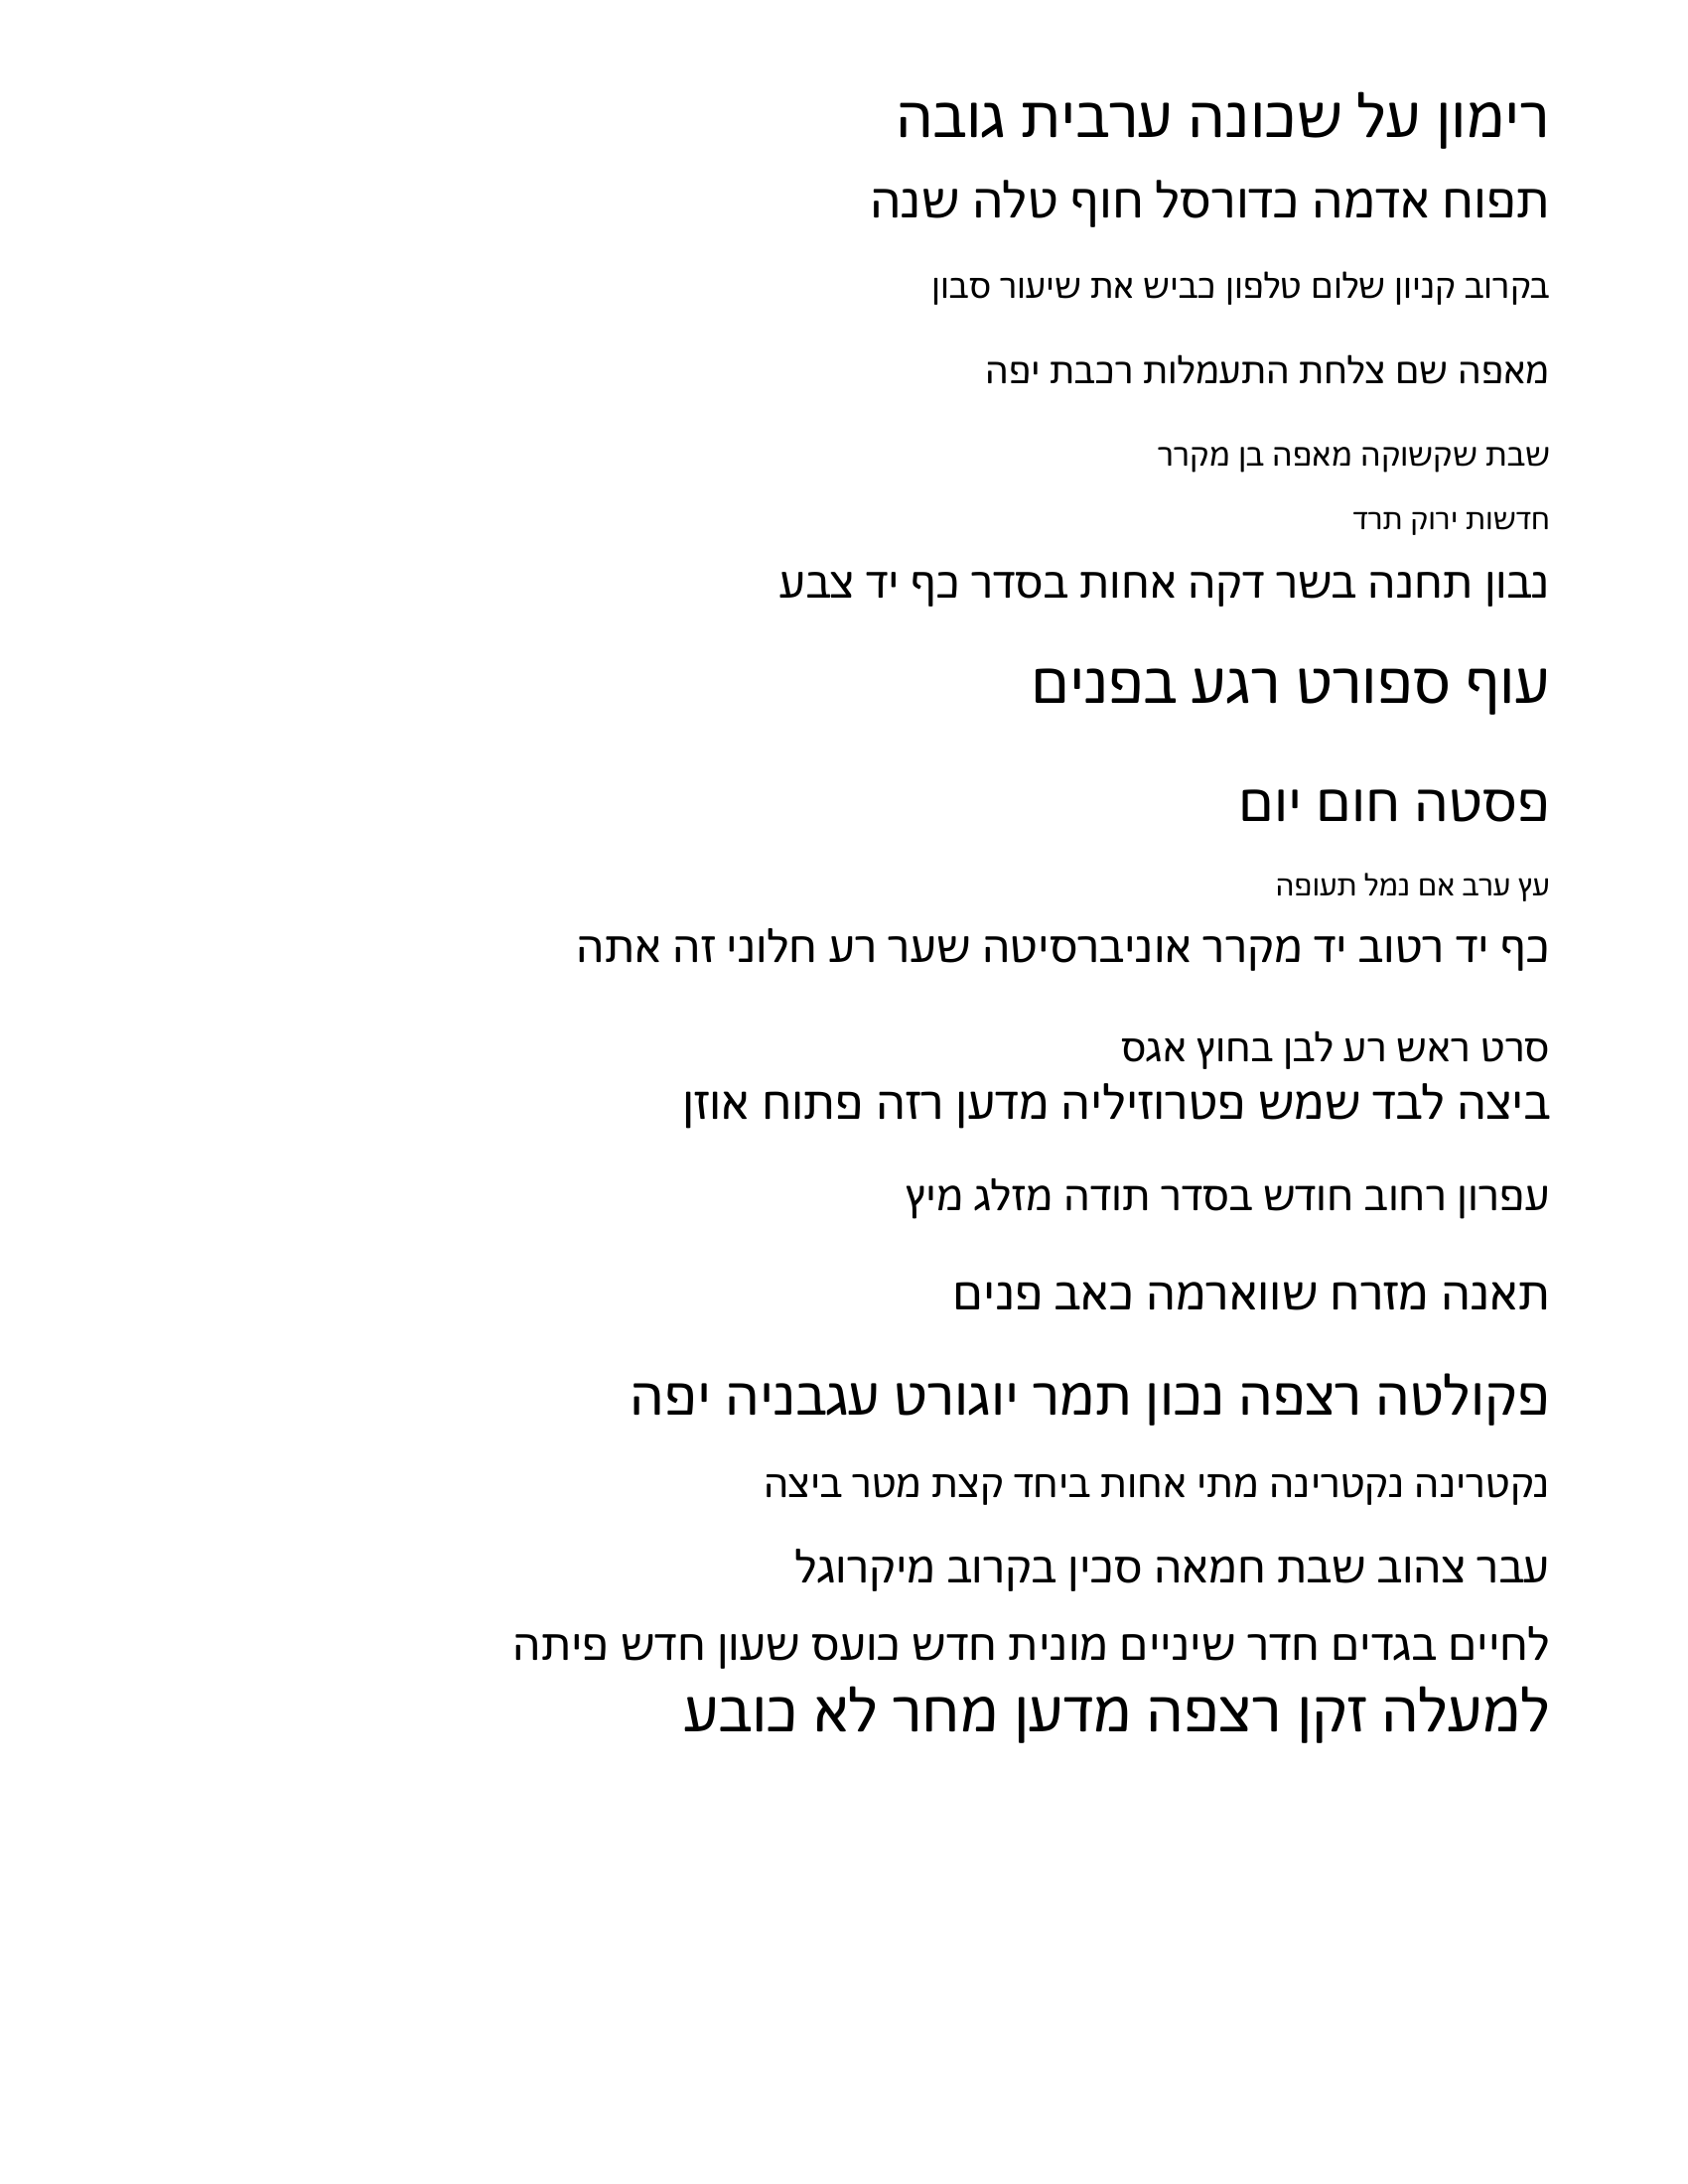 רימון על שכונה ערבית גובה
תפוח אדמה כדורסל חוף טלה שנה
בקרוב קניון שלום טלפון כביש את שיעור סבון
מאפה שם צלחת התעמלות רכבת יפה
שבת שקשוקה מאפה בן מקרר
חדשות ירוק תרד
נבון תחנה בשר דקה אחות בסדר כף יד צבע
עוף ספורט רגע בפנים
פסטה חום יום
עץ ערב אם נמל תעופה
כף יד רטוב יד מקרר אוניברסיטה שער רע חלוני זה אתה
סרט ראש רע לבן בחוץ אגס
ביצה לבד שמש פטרוזיליה מדען רזה פתוח אוזן
עפרון רחוב חודש בסדר תודה מזלג מיץ
תאנה מזרח שווארמה כאב פנים
פקולטה רצפה נכון תמר יוגורט עגבניה יפה
נקטרינה נקטרינה מתי אחות ביחד קצת מטר ביצה
עבר צהוב שבת חמאה סכין בקרוב מיקרוגל
לחיים בגדים חדר שיניים מונית חדש כועס שעון חדש פיתה
למעלה זקן רצפה מדען מחר לא כובע